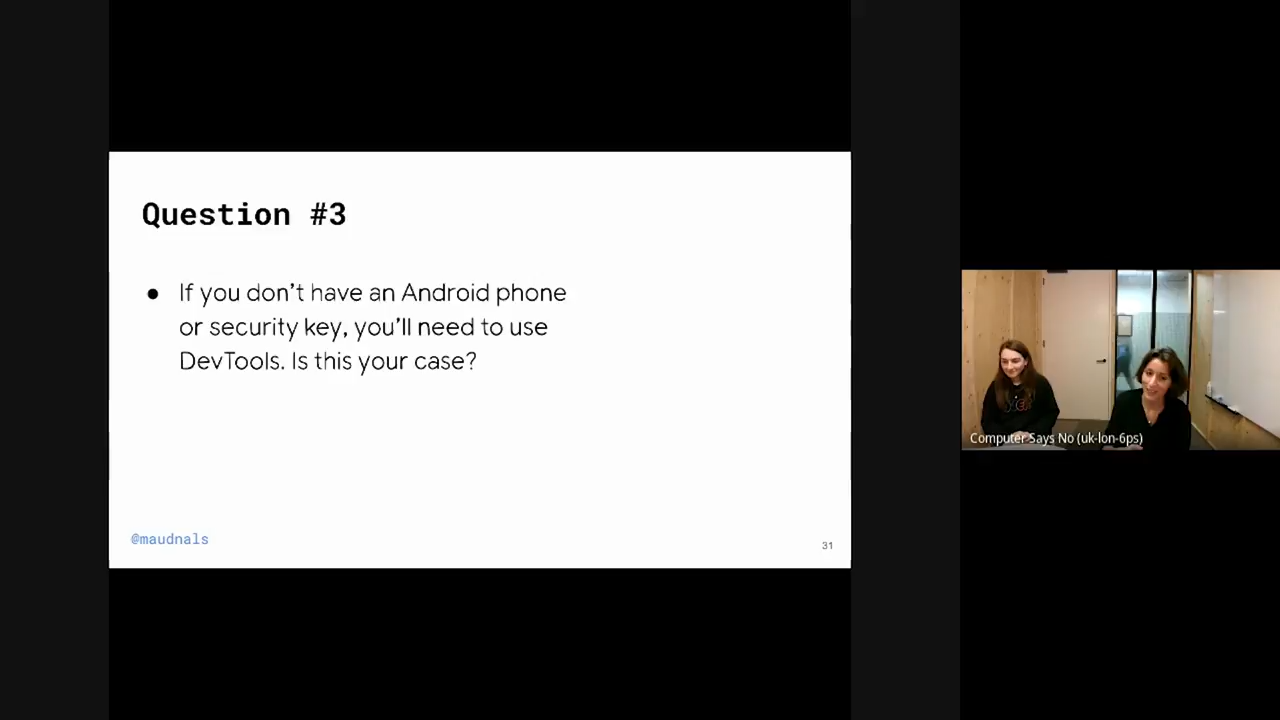 Question #3
● If you don't have an Android phone
or security key, you'll need to use
DevTools. Is this your case?
@maudnals
31
Computer Says No (uk-lon-6ps)